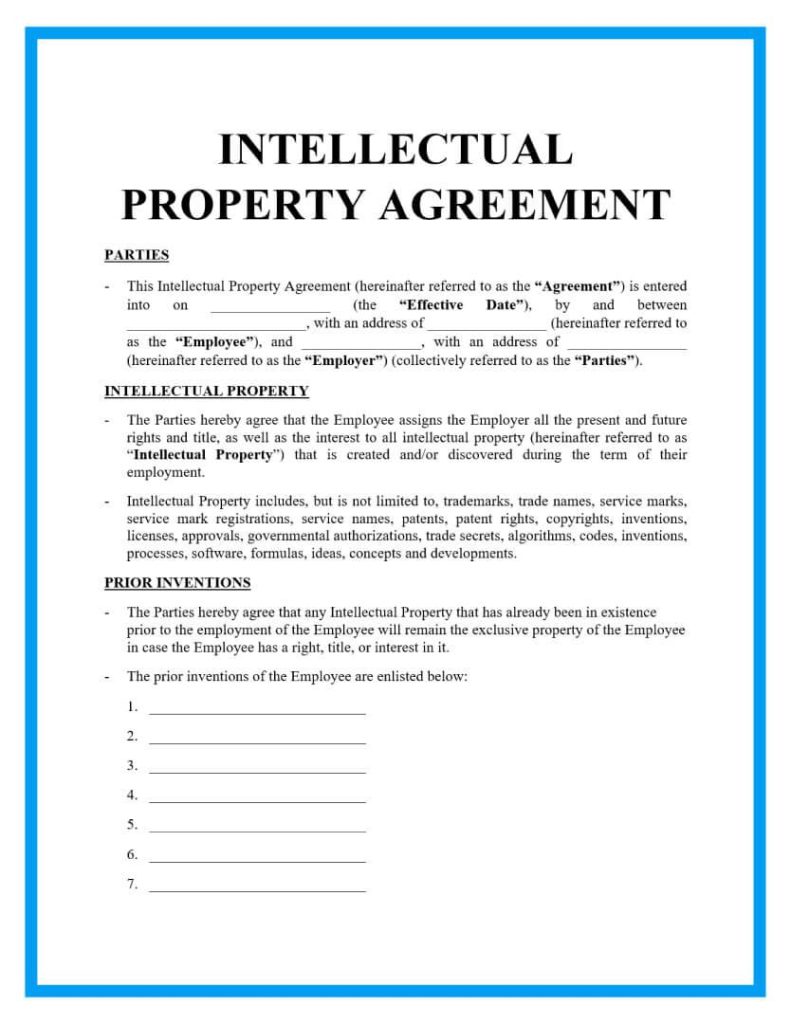 INTELLECTUAL
PROPERTY AGREEMENT
PARTIES
- This Intellectual Property Agreement (hereinafter referred to as the “Agreement”) is entered
into on ________________ (the “Effective Date”), by and between
________________________, with an address of ________________ (hereinafter referred to
as the “Employee”), and ________________, with an address of ________________
(hereinafter referred to as the “Employer”) (collectively referred to as the “Parties”).
INTELLECTUAL PROPERTY
- The Parties hereby agree that the Employee assigns the Employer all the present and future
rights and title, as well as the interest to all intellectual property (hereinafter referred to as
“Intellectual Property”) that is created and/or discovered during the term of their
employment.
- Intellectual Property includes, but is not limited to, trademarks, trade names, service marks,
service mark registrations, service names, patents, patent rights, copyrights, inventions,
licenses, approvals, governmental authorizations, trade secrets, algorithms, codes, inventions,
processes, software, formulas, ideas, concepts and developments.
PRIOR INVENTIONS
- The Parties hereby agree that any Intellectual Property that has already been in existence
prior to the employment of the Employee will remain the exclusive property of the Employee
in case the Employee has a right, title, or interest in it.
- The prior inventions of the Employee are enlisted below:
1. _____________________________
2. _____________________________
3. _____________________________
4. _____________________________
5. _____________________________
6. _____________________________
7. _____________________________